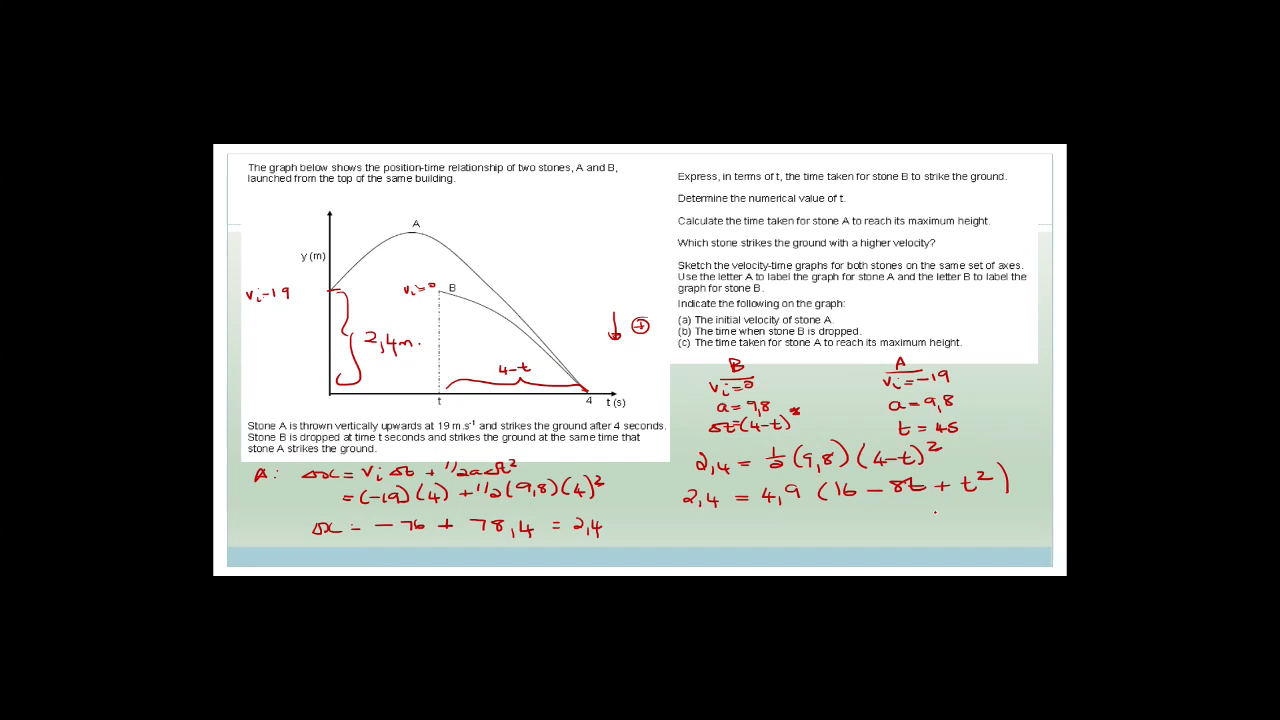 The graph below shows the position-time relationship of two stones, A and B,
launched from the top of the same building.
A
y (m)
vi-19
vi=0
B
2,4m.
4-t
t
4
t (s)
↓ +
Stone A is thrown vertically upwards at 19 m.s⁻¹ and strikes the ground after 4 seconds.
Stone B is dropped at time t seconds and strikes the ground at the same time that
stone A strikes the ground.
A: Δx = vi Δt + 1/2aΔt²
= (-19)(4) + 1/2(9,8)(4)²
Δx = -76 + 78,4 = 2,4
Express, in terms of t, the time taken for stone B to strike the ground.
Determine the numerical value of t.
Calculate the time taken for stone A to reach its maximum height.
Which stone strikes the ground with a higher velocity?
Sketch the velocity-time graphs for both stones on the same set of axes.
Use the letter A to label the graph for stone A and the letter B to label the
graph for stone B.
Indicate the following on the graph:
(a) The initial velocity of stone A.
(b) The time when stone B is dropped.
(c) The time taken for stone A to reach its maximum height.
B
vi=0
a=9,8
Δt=(4-t)²
A
vi=-19
a=9,8
t=4s
2,4 = 1/2(9,8)(4-t)²
2,4 = 4,9 (16 - 8t + t²)